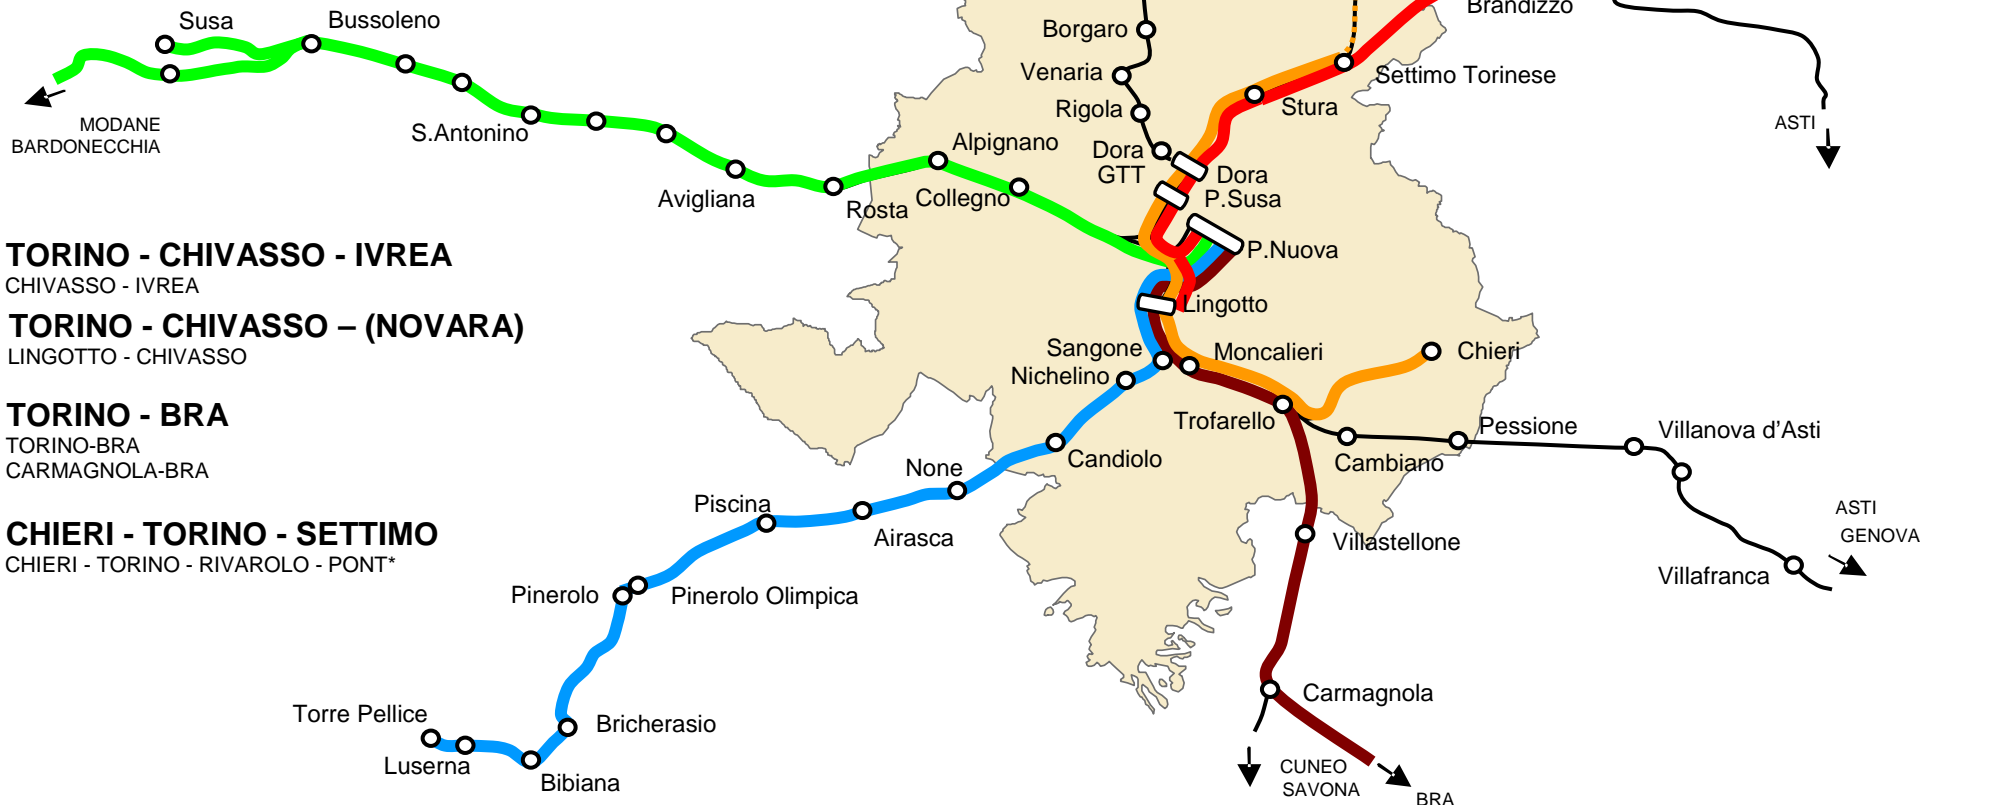 Susa
Bussoleno
Borgaro
Brandizzo
Venaria
Settimo Torinese
Rigola
Stura
MODANE
BARDONECCHIA
S.Antonino
Alpignano
Dora
GTT
Dora
P.Susa
ASTI
Avigliana
Rosta
Collegno
P.Nuova
TORINO - CHIVASSO - IVREA
CHIVASSO - IVREA
TORINO - CHIVASSO – (NOVARA)
LINGOTTO - CHIVASSO
Lingotto
Sangone
Moncalieri
Chieri
Nichelino
TORINO - BRA
TORINO-BRA
CARMAGNOLA-BRA
Trofarello
Pessione
Villanova d'Asti
Cambiano
Candiolo
None
Piscina
Airasca
CHIERI - TORINO - SETTIMO
CHIERI - TORINO - RIVAROLO - PONT*
Villastellone
ASTI
GENOVA
Villafranca
Pinerolo
Pinerolo Olimpica
Carmagnola
Torre Pellice
Bricherasio
Luserna
Bibiana
CUNEO
SAVONA
BRA